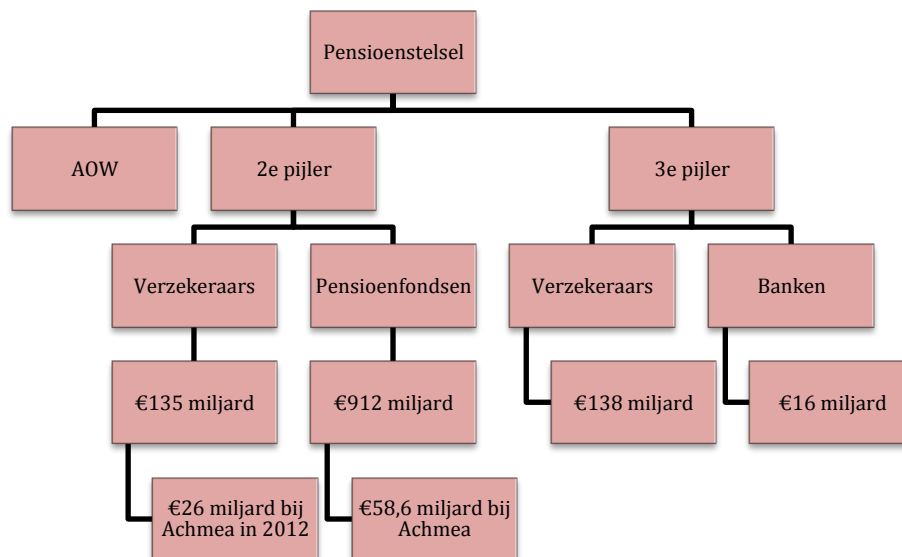 Pensioenstelsel
AOW
2e pijler
3e pijler
Verzekeraars
Pensioenfondsen
Verzekeraars
Banken
€135 miljard
€912 miljard
€138 miljard
€16 miljard
€26 miljard bij
Achmea in 2012
€58,6 miljard bij
Achmea